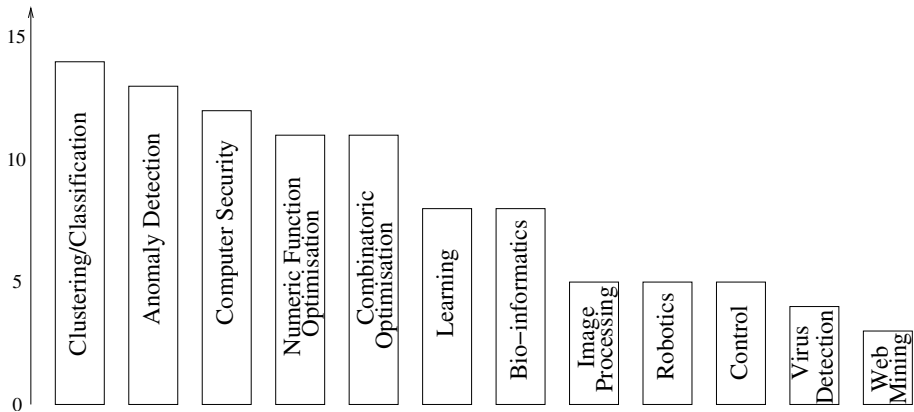 15
10
5
0
Clustering/Classification
Anomaly Detection
Computer Security
Numeric Function
Optimisation
Combinatoric
Optimisation
Learning
Bio-informatics
Image
Processing
Robotics
Control
Virus
Detection
Web
Mining